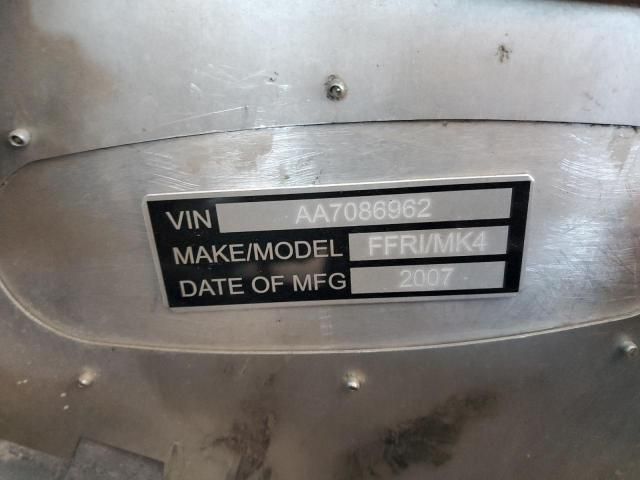 VIN AA7086962
MAKE/MODEL FFRI/MK4
DATE OF MFG 2007